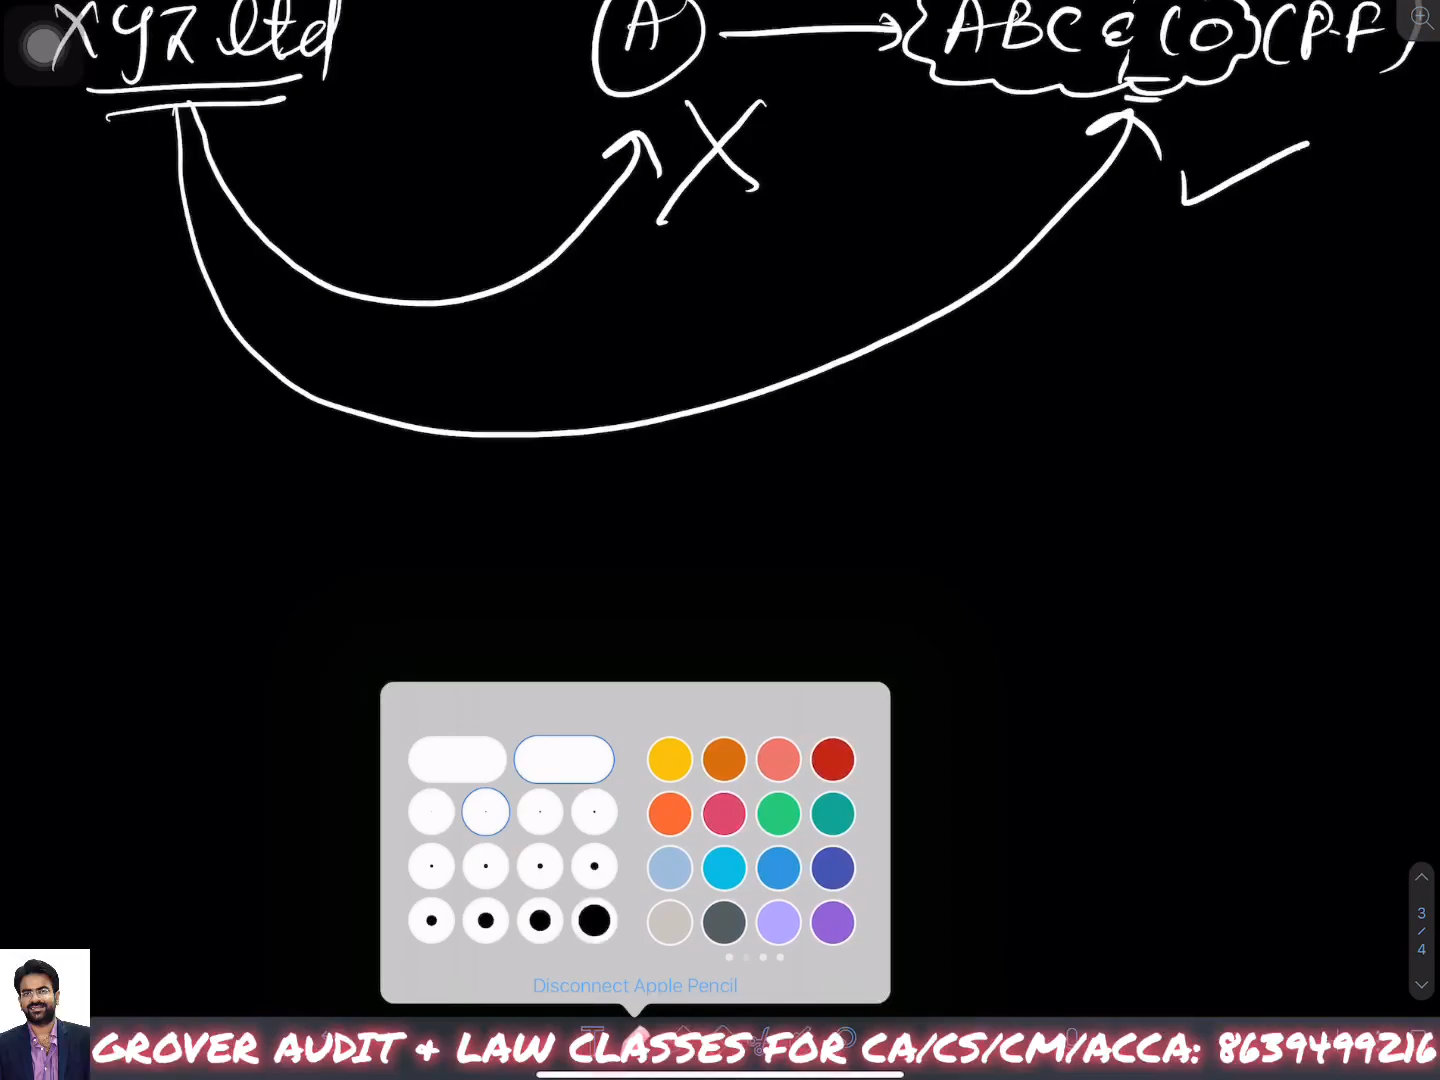 XYZ ltd A ABC & CO (P.F)
X
3
/
4
Disconnect Apple Pencil
GROVER AUDIT & LAW CLASSES FOR CA/CS/CM/ACCA: 8639499216